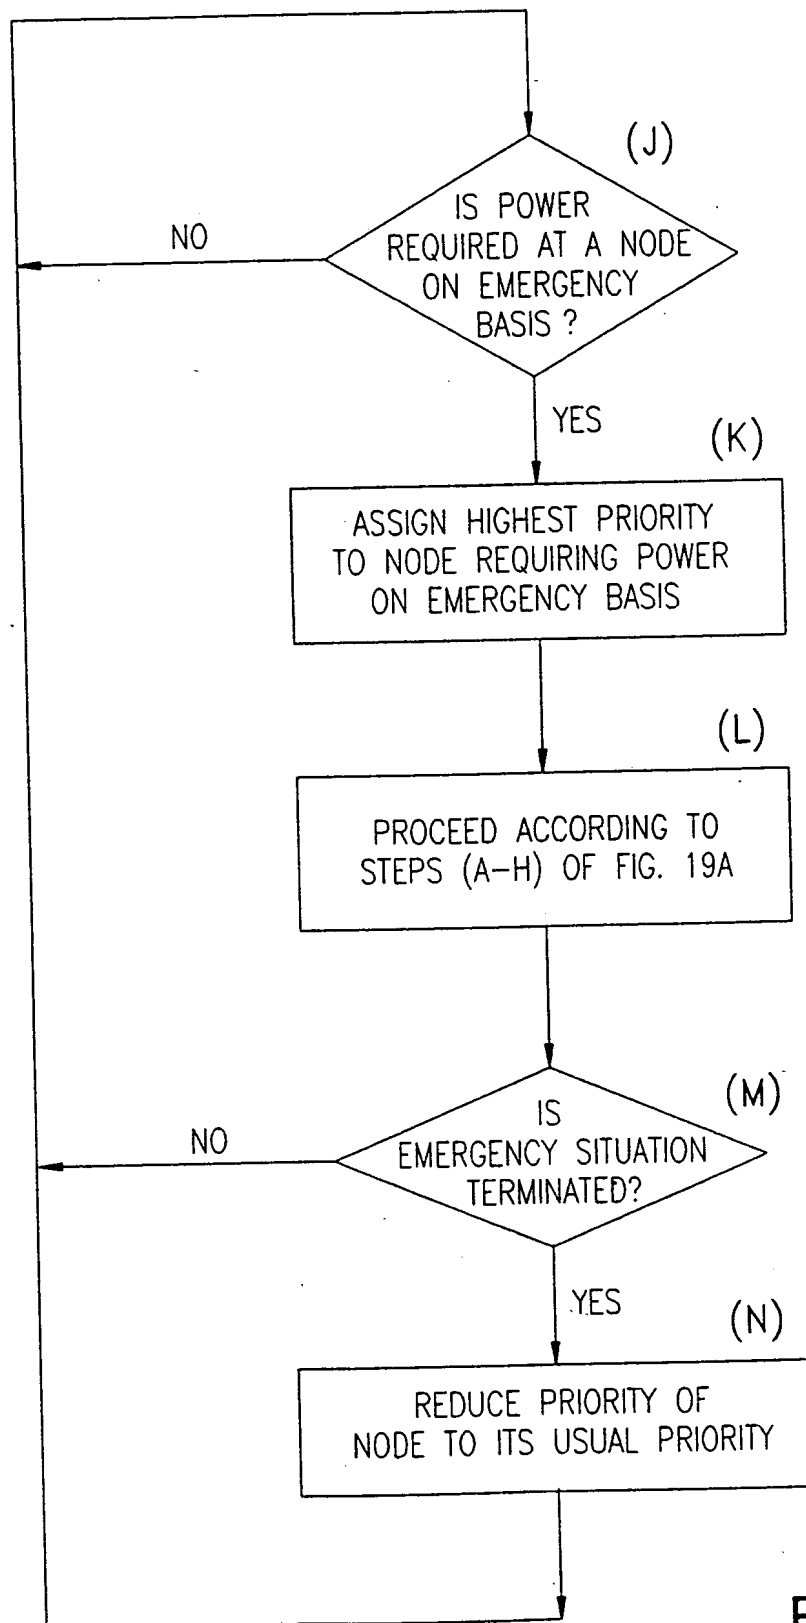 (J)
IS POWER
REQUIRED AT A NODE
ON EMERGENCY
BASIS ?
NO
YES
(K)
ASSIGN HIGHEST PRIORITY
TO NODE REQUIRING POWER
ON EMERGENCY BASIS
(L)
PROCEED ACCORDING TO
STEPS (A-H) OF FIG. 19A
(M)
IS
EMERGENCY SITUATION
TERMINATED?
NO
YES
(N)
REDUCE PRIORITY OF
NODE TO ITS USUAL PRIORITY